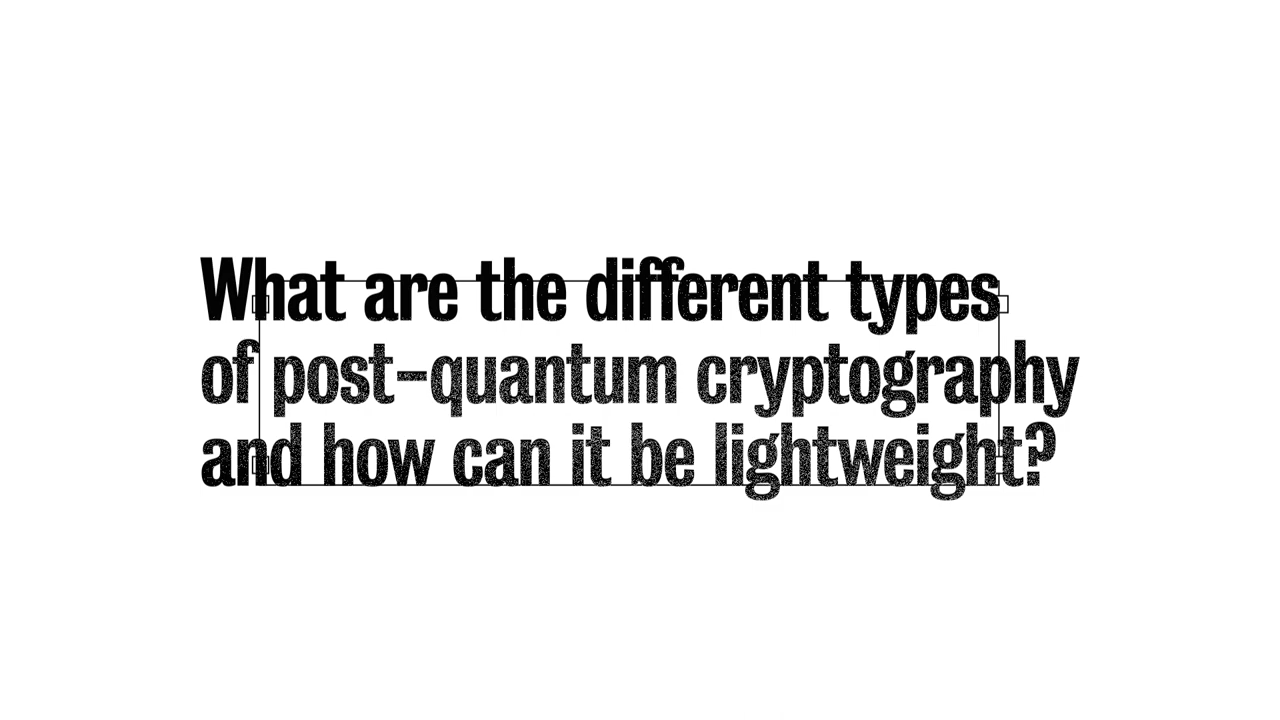 What are the different types
of post-quantum cryptography
and how can it be lightweight?